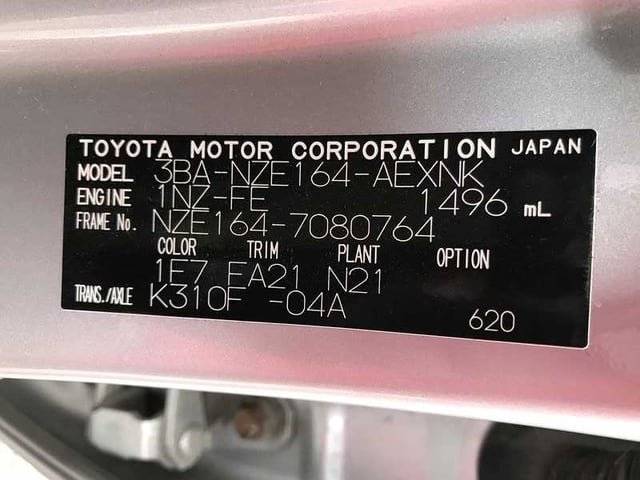 TOYOTA MOTOR CORPORATION JAPAN
MODEL 3BA-NZE164-AEXNK
ENGINE 1NZ-FE 1496 mL
FRAME No. NZE164-7080764
COLOR TRIM PLANT OPTION
1F7 FA21 N21
TRANS./AXLE K310F -04A
620